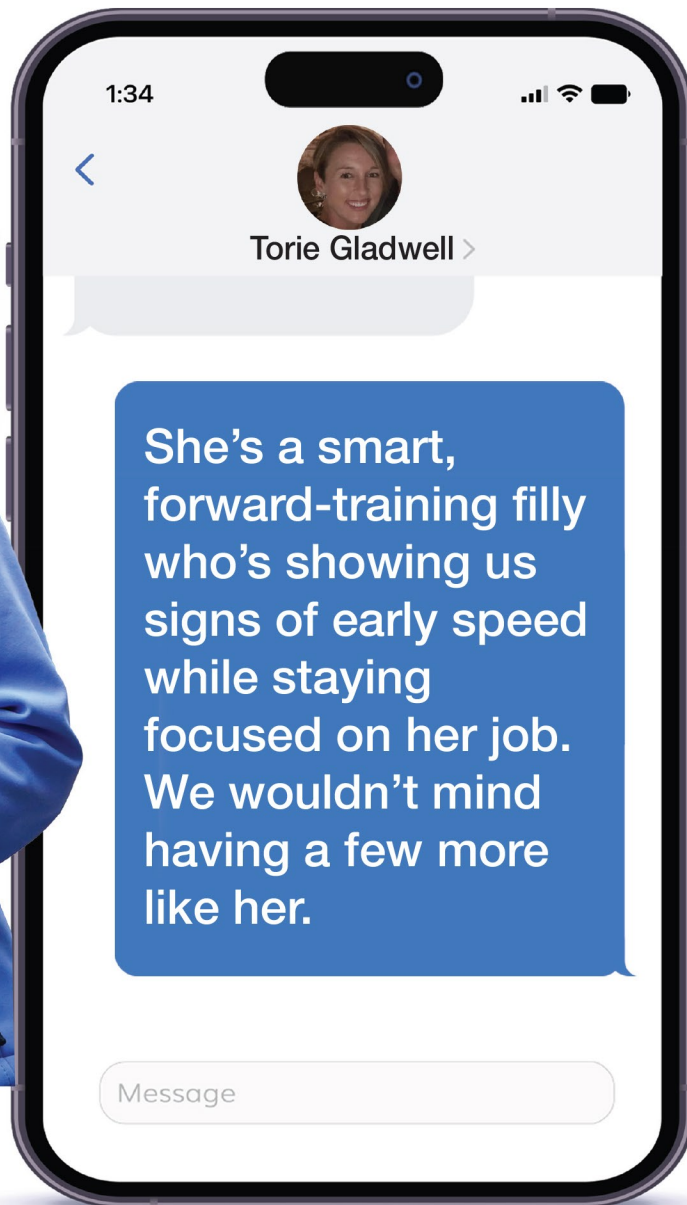 1:34
Torie Gladwell
She’s a smart,
forward-training filly
who’s showing us
signs of early speed
while staying
focused on her job.
We wouldn’t mind
having a few more
like her.
Message